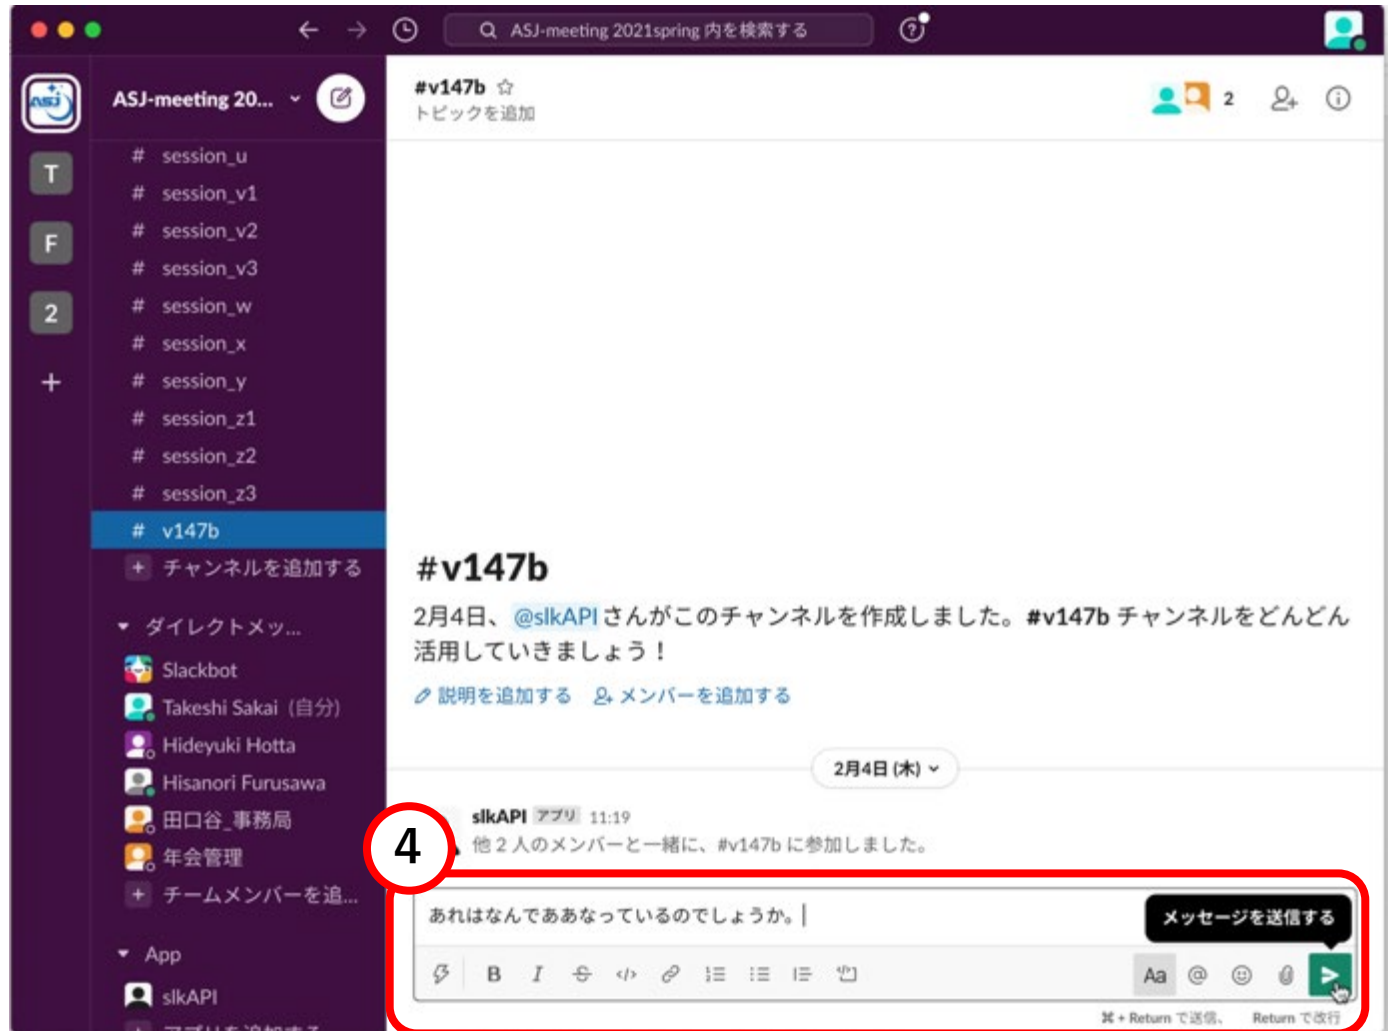 ASJ-meeting 2021spring 内を検索する
ASJ
T
F
2
ASJ-meeting 20...
# session_u
# session_v1
# session_v2
# session_v3
# session_w
# session_x
# session_y
# session_z1
# session_z2
# session_z3
# v147b
+ チャンネルを追加する
ダイレクトメッ...
Slackbot
Takeshi Sakai (自分)
Hideyuki Hotta
Hisanori Furusawa
田口谷_事務局
年会管理
+ チームメンバーを追...
App
slkAPI
+ アプリを追加する
#v147b
トピックを追加
2
#v147b
2月4日、@slkAPI さんがこのチャンネルを作成しました。#v147b チャンネルをどんどん
活用していきましょう！
説明を追加する メンバーを追加する
2月4日 (木)
slkAPI アプリ 11:19
他 2 人のメンバーと一緒に、#v147b に参加しました。
4
あれはなんでああなっているのでしょうか。
メッセージを送信する
B I S </> Aa @
⌘ + Return で送信、 Return で改行